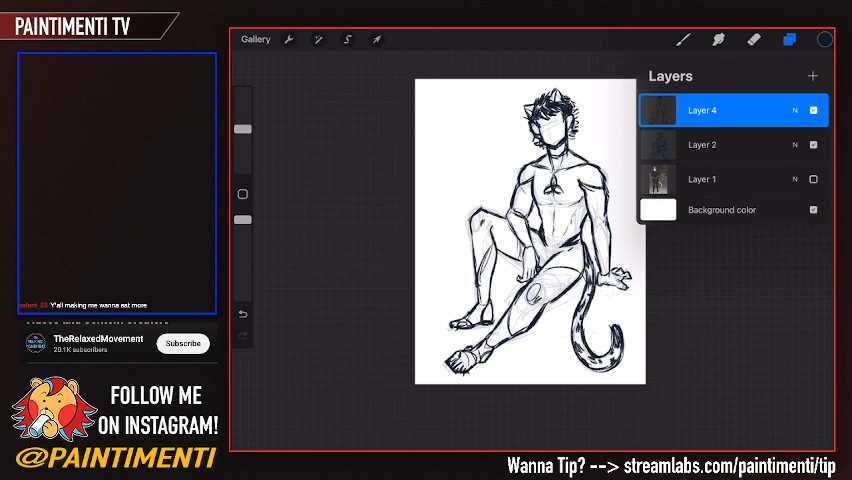 PAINTIMENTI TV
Gallery
Layers
Layer 4
N
Layer 2
N
Layer 1
N
Background color
Y'all making me wanna eat more
TheRelaxedMovement
20.1K subscribers
Subscribe
FOLLOW ME
ON INSTAGRAM!
@PAINTIMENTI
Wanna Tip? --> streamlabs.com/paintimenti/tip